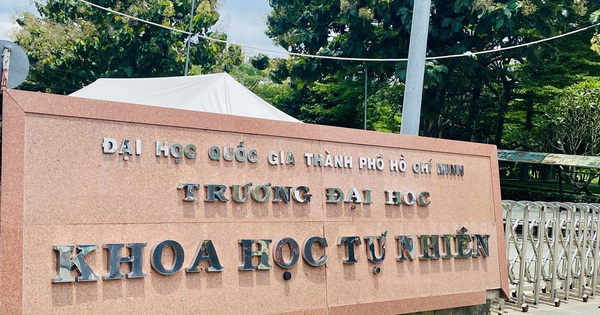 ĐẠI HỌC QUỐC GIA THÀNH PHỐ HỒ CHÍ MINH
TRƯỜNG ĐẠI HỌC
KHOA HỌC TỰ NHIÊN